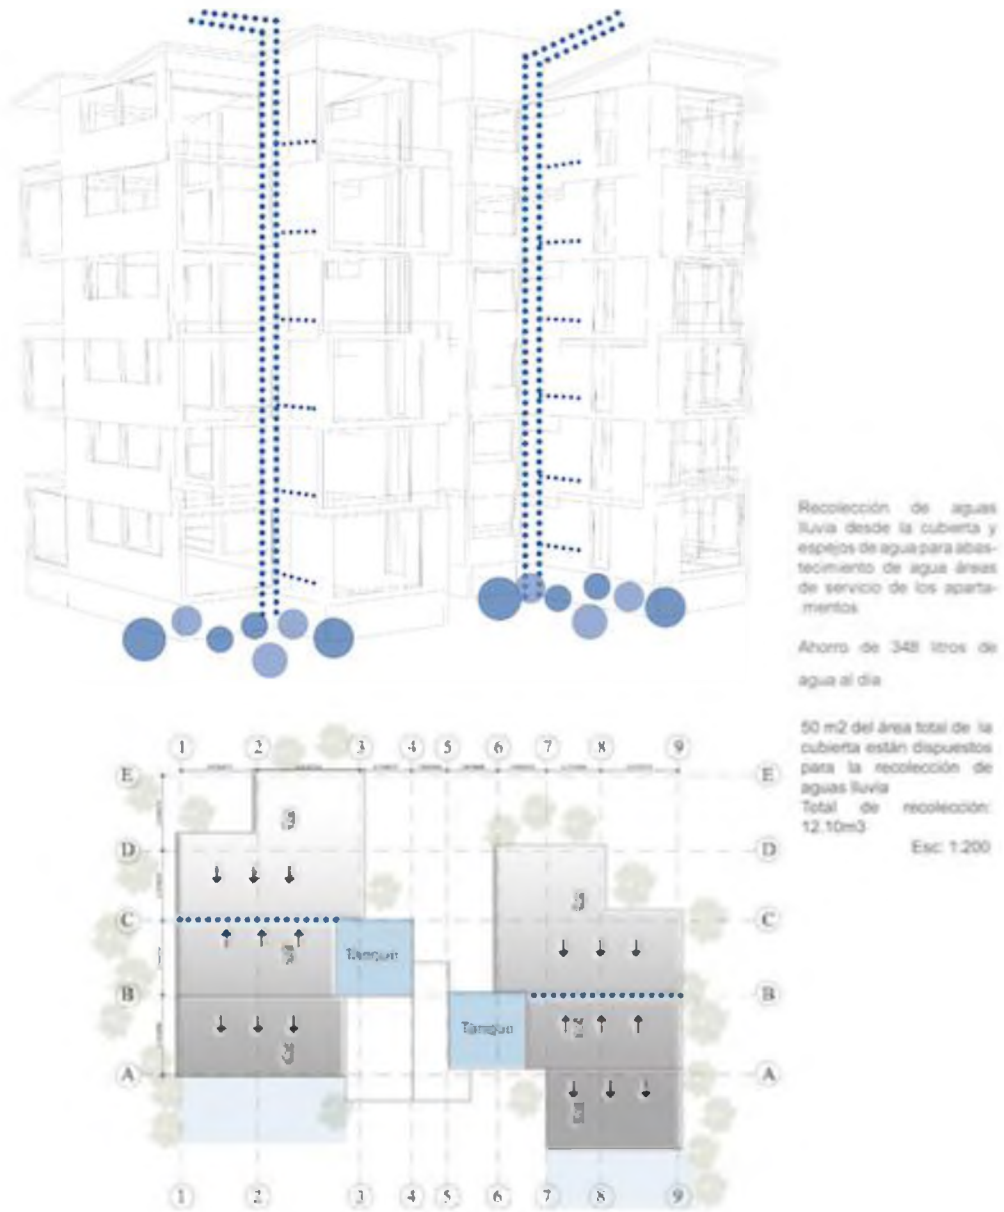 Recolección de aguas
lluvia desde la cubierta y
espejos de agua para abas-
tecimiento de agua áreas
de servicio de los aparta-
mentos
Ahorro de 348 litros de
agua al día
50 m2 del área total de la
cubierta están dispuestos
para la recolección de
aguas lluvia
Total de recolección:
12.10m3
Esc: 1:200
1 2 3 4 5 6 7 8 9
E E
D D
C C
Tanque
B B
Tanque
A A
1 2 3 4 5 6 7 8 9